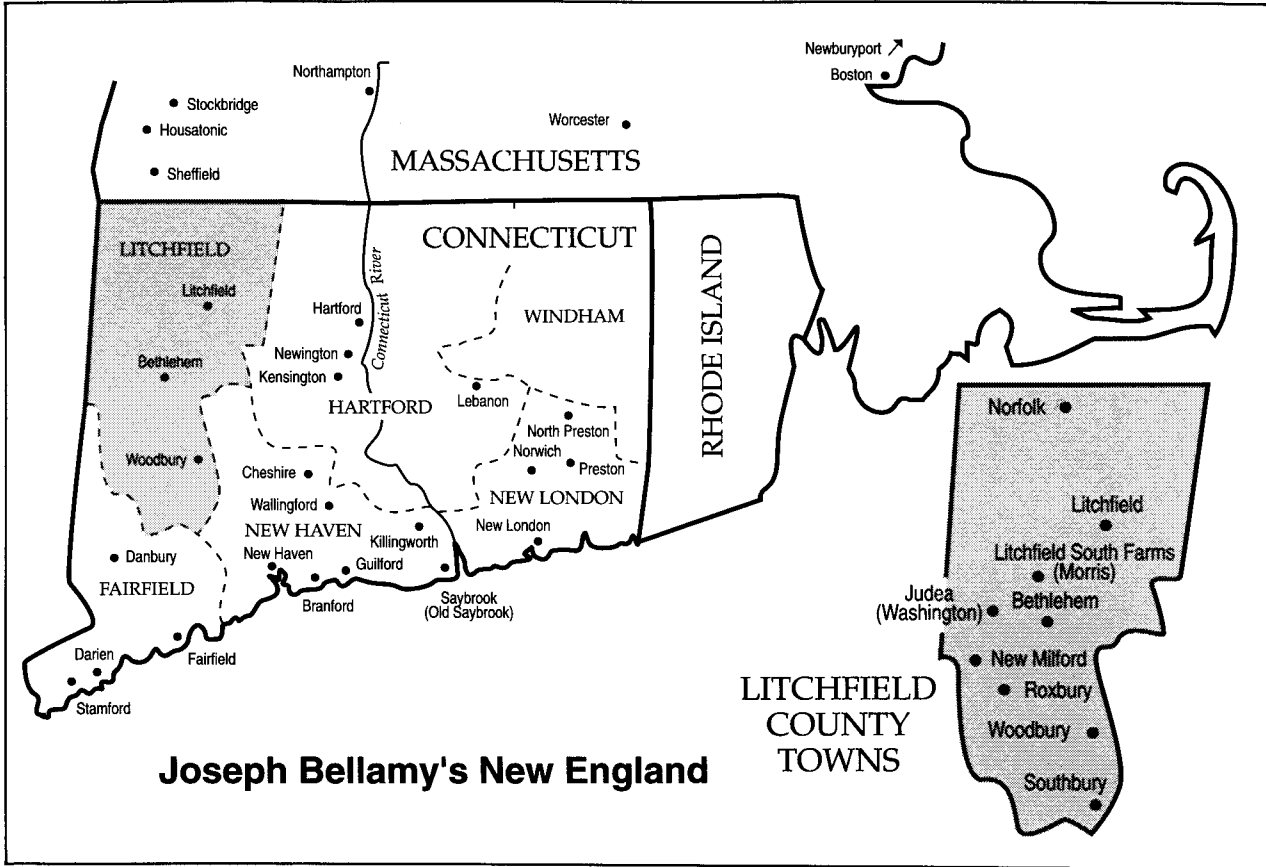 Newburyport
Boston
Northampton
Stockbridge
Housatonic
Worcester
MASSACHUSETTS
Sheffield
LITCHFIELD
CONNECTICUT
Connecticut River
RHODE ISLAND
Litchfield
Hartford
WINDHAM
Newington
Bethlehem
Kensington
HARTFORD
Lebanon
North Preston
Norwich
Woodbury
Cheshire
Preston
Wallingford
NEW LONDON
NEW HAVEN
Killingworth
New London
Danbury
New Haven
Guilford
FAIRFIELD
Branford
Saybrook
(Old Saybrook)
Darien
Fairfield
Stamford
Norfolk
Litchfield
Litchfield South Farms
(Morris)
Judea
(Washington)
Bethlehem
New Milford
Roxbury
Woodbury
Southbury
LITCHFIELD
COUNTY
TOWNS
Joseph Bellamy's New England